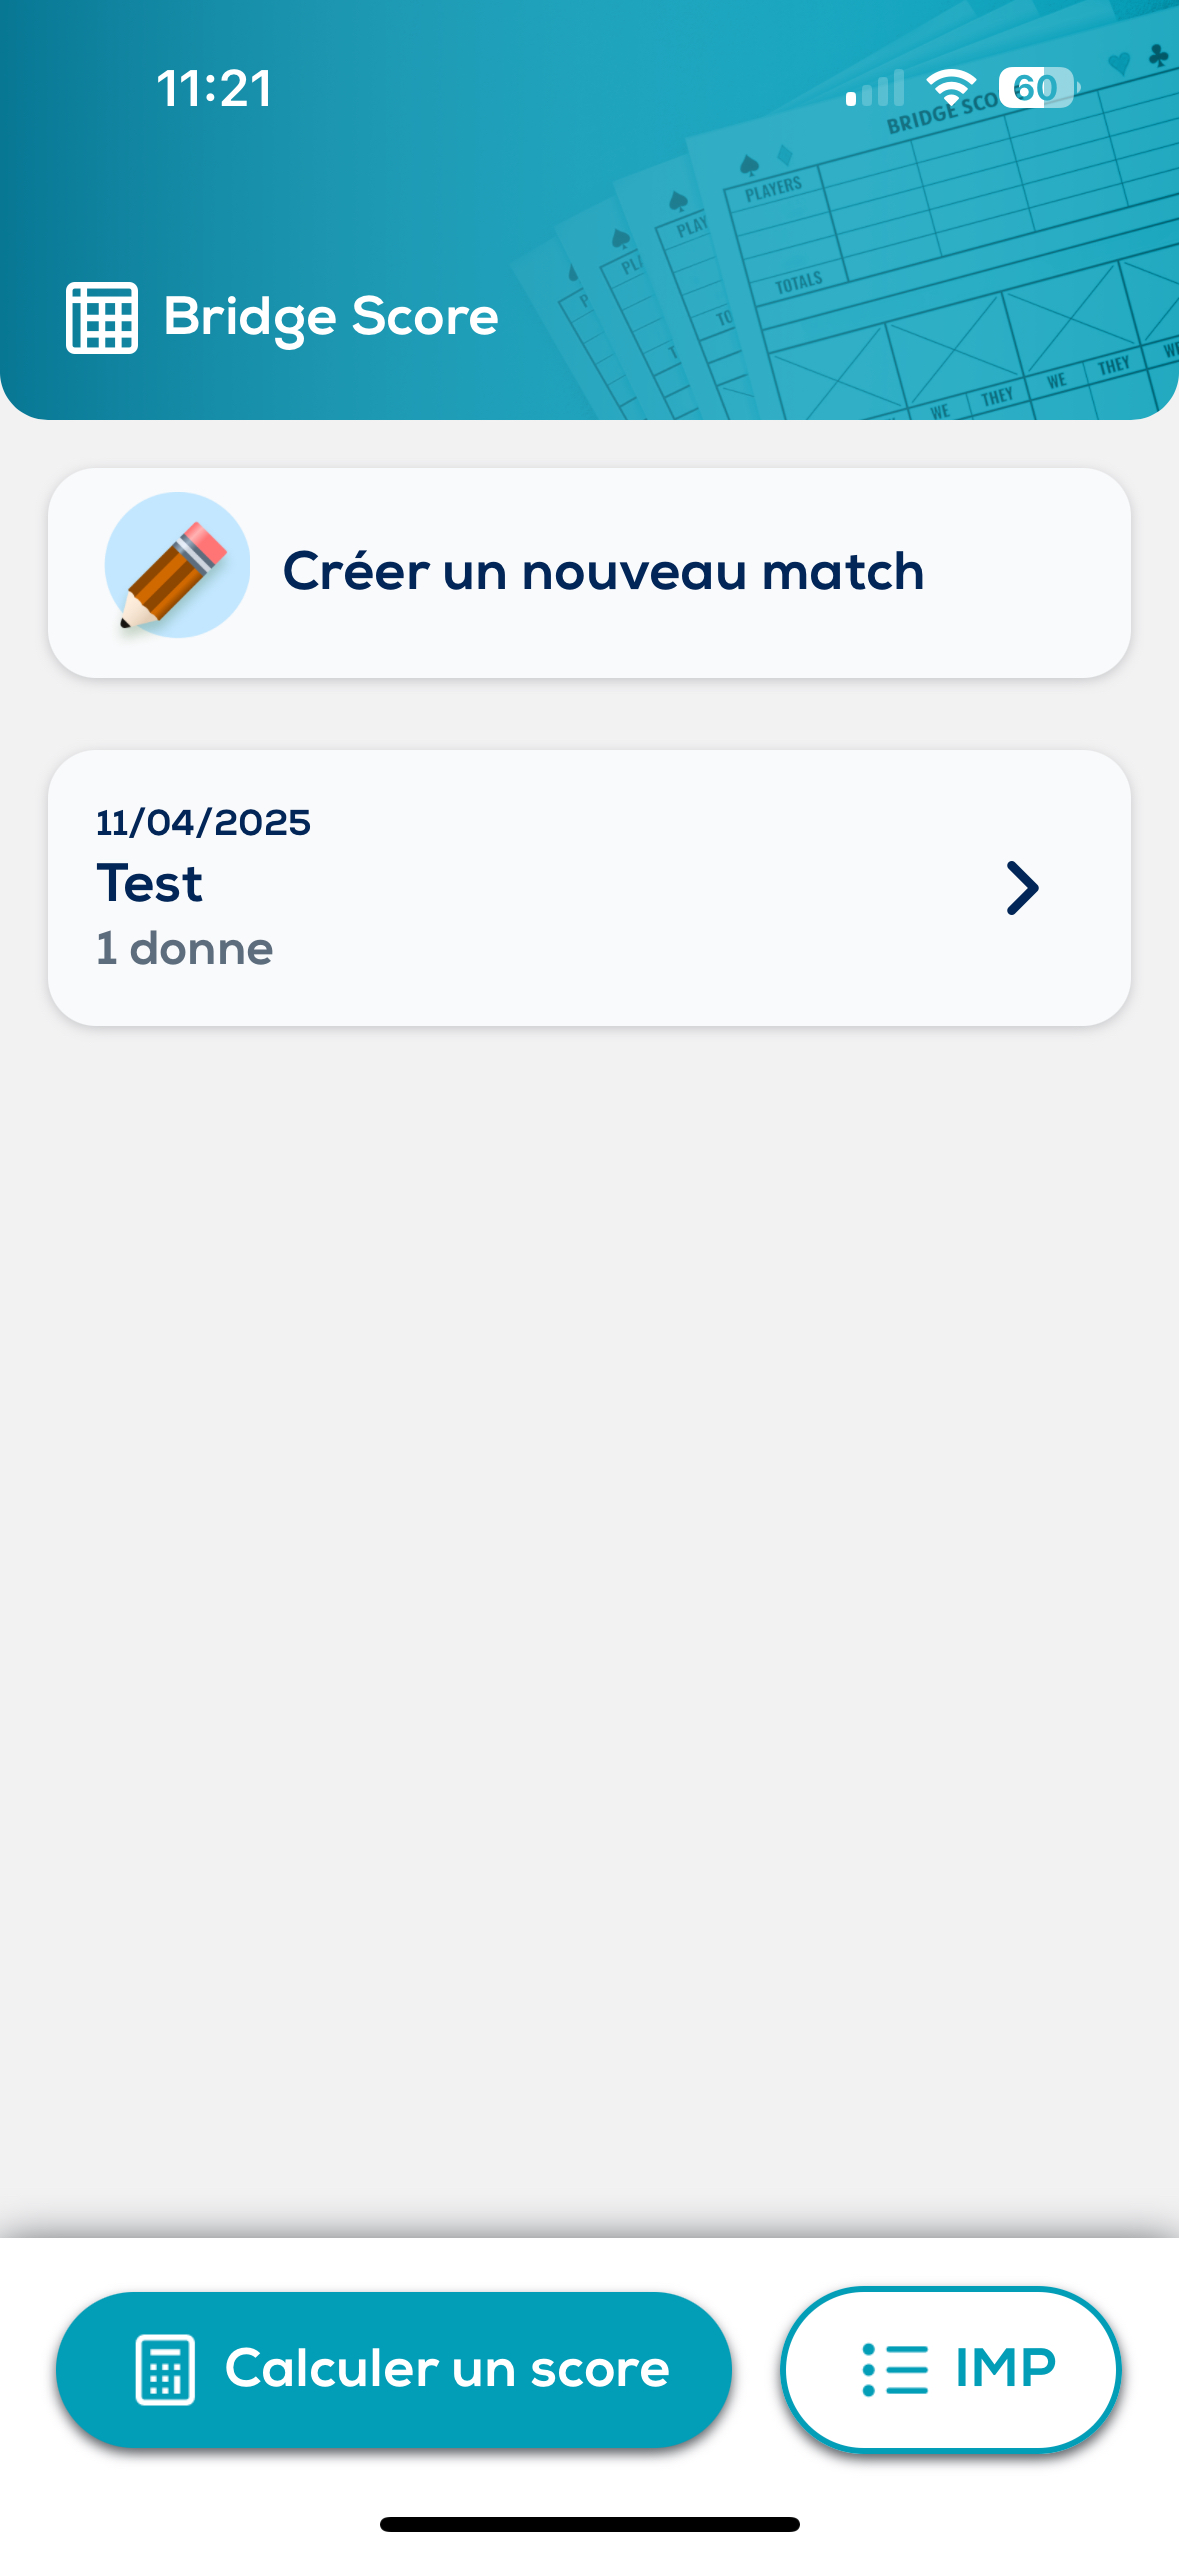 11:21
60
BRIDGE SCO
PLAYERS
TOTALS
WE THEY WE THEY WE
Bridge Score
Créer un nouveau match
11/04/2025
Test
1 donne
Calculer un score
IMP